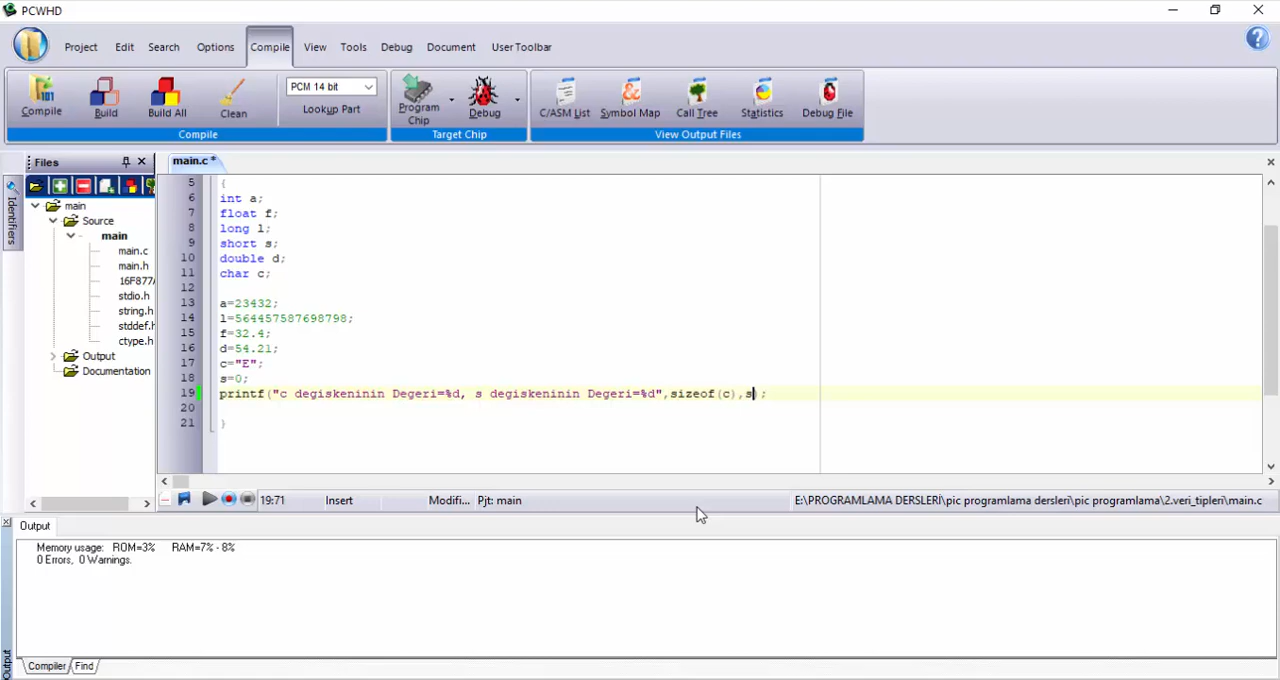 PCWHD
Project Edit Search Options Compile View Tools Debug Document User Toolbar
Compile Build Build All Clean PCM 14 bit Lookup Part Program Chip Debug C/ASM List Symbol Map Call Tree Statistics Debug File
Compile Target Chip View Output Files
Files
main.c *
Identifiers
main
Source
main
main.c
main.h
16F877
stdio.h
string.h
stddef.h
ctype.h
Output
Documentation
5 {
6 int a;
7 float f;
8 long l;
9 short s;
10 double d;
11 char c;
12
13 a=23432;
14 l=564457587698798;
15 f=32.4;
16 d=54.21;
17 c="E";
18 s=0;
19 printf("c degiskeninin Degeri=%d, s degiskeninin Degeri=%d",sizeof(c),s);
20
21 }
19:71 Insert Modifi... Pjt: main E:\PROGRAMLAMA DERSLERI\pic programlama dersleri\pic programlama\2.veri_tipleri\main.c
Output
Memory usage: ROM=3% RAM=7% - 8%
0 Errors, 0 Warnings.
Output
Compiler Find